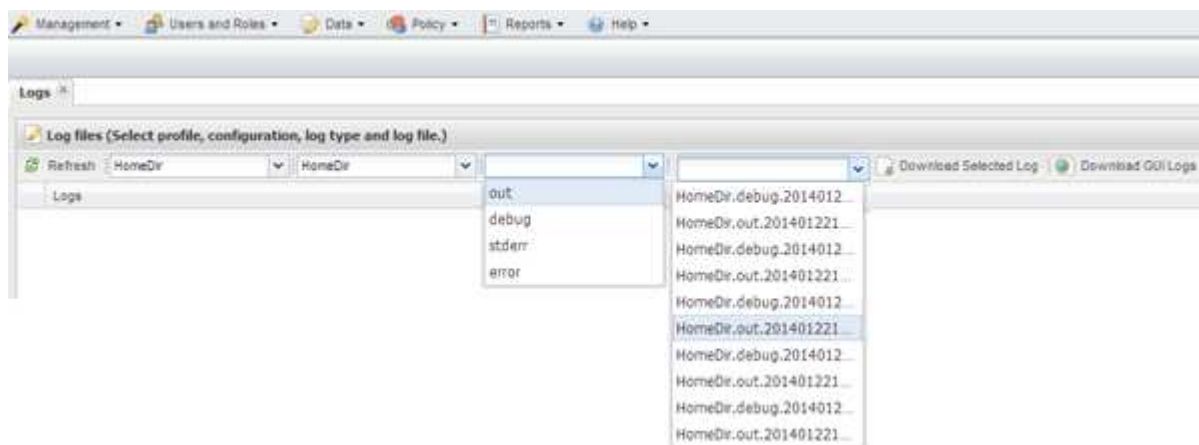 Management Users and Roles Data Policy Reports Help
Logs
Log files (Select profile, configuration, log type and log file.)
Refresh HomeDir HomeDir Download Selected Log Download GUI Logs
Logs
out
debug
stderr
error
HomeDir.debug.2014012...
HomeDir.out.201401221...
HomeDir.debug.2014012...
HomeDir.out.201401221...
HomeDir.debug.2014012...
HomeDir.out.201401221...
HomeDir.debug.2014012...
HomeDir.out.201401221...
HomeDir.debug.2014012...
HomeDir.out.201401221...